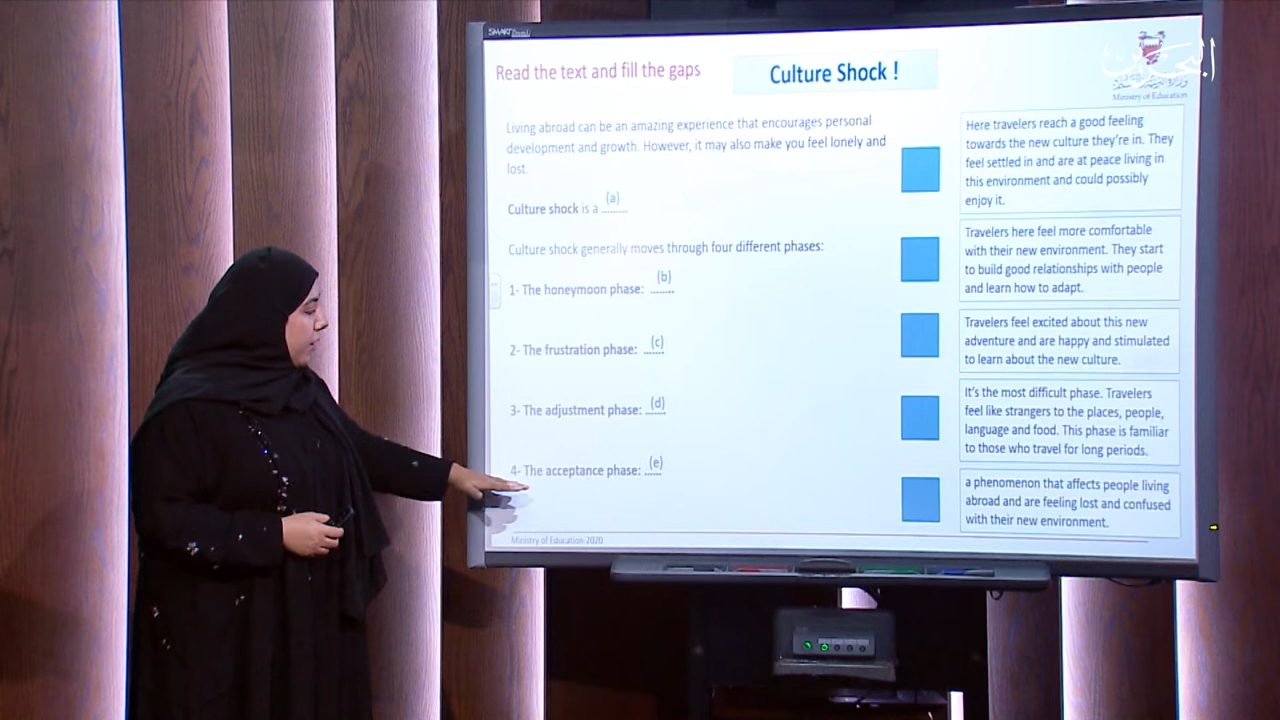 SMART
Read the text and fill the gaps
Culture Shock !
البحرين
Ministry of Education
Living abroad can be an amazing experience that encourages personal
development and growth. However, it may also make you feel lonely and
lost.
(a)
Culture shock is a ........
Culture shock generally moves through four different phases:
(b)
1- The honeymoon phase: .......
(c)
2- The frustration phase: ......
(d)
3- The adjustment phase: ......
(e)
4- The acceptance phase: .....
Here travelers reach a good feeling
towards the new culture they're in. They
feel settled in and are at peace living in
this environment and could possibly
enjoy it.
Travelers here feel more comfortable
with their new environment. They start
to build good relationships with people
and learn how to adapt.
Travelers feel excited about this new
adventure and are happy and stimulated
to learn about the new culture.
It's the most difficult phase. Travelers
feel like strangers to the places, people,
language and food. This phase is familiar
to those who travel for long periods.
a phenomenon that affects people living
abroad and are feeling lost and confused
with their new environment.
Ministry of Education-2020